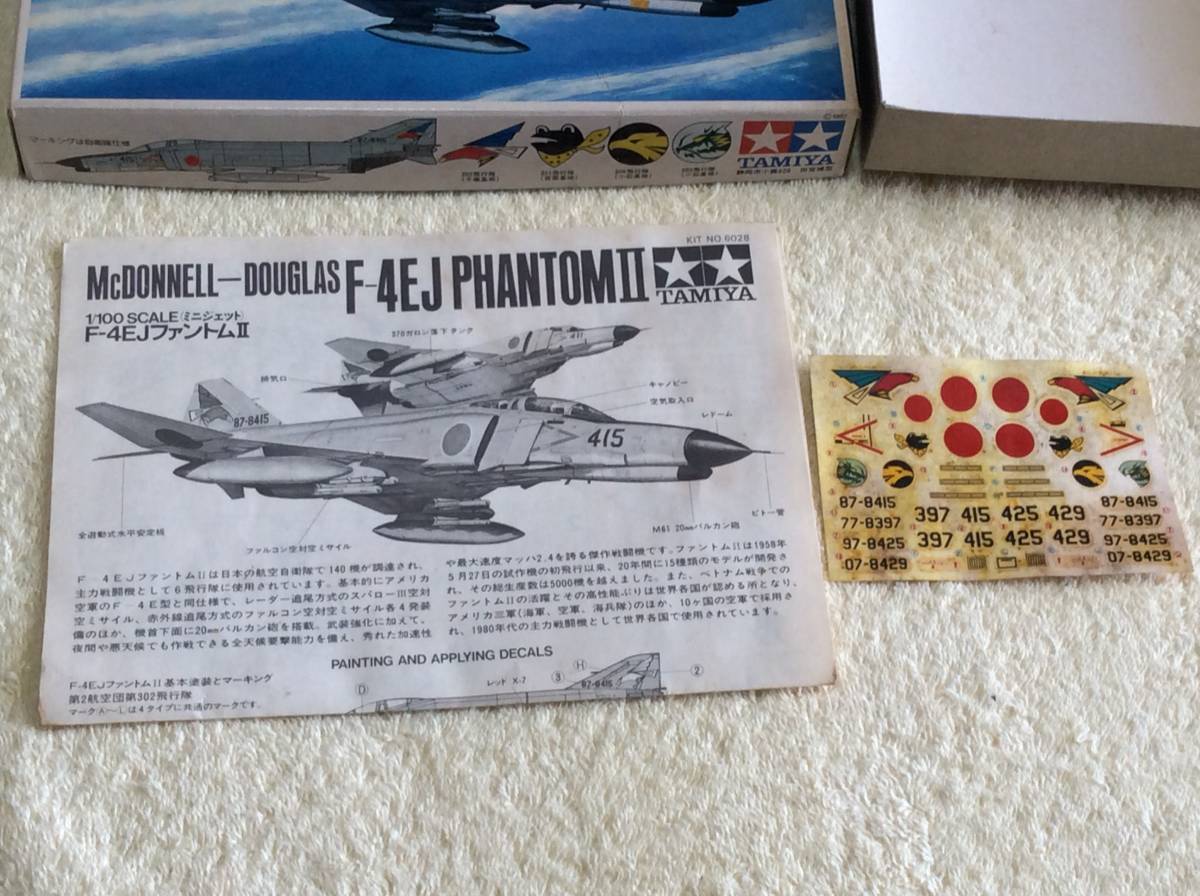 マーキングは自衛隊仕様
415
TAMIYA
KIT NO 6028
McDONNELL—DOUGLAS F-4EJ PHANTOM II
TAMIYA
1/100 SCALE (ミニジェット)
F-4EJファントムII
370ガロン落下タンク
排気口
キャノピー
空気取入口
レドーム
87-8415
415
全遊動式水平安定板
ファルコン空対空ミサイル
M61 20mmバルカン砲
ピトー管
F-4EJファントムIIは日本の航空自衛隊で140機が調達され、
主力戦闘機として6飛行隊に使用されています。基本的にアメリカ
空軍のF-4E型と同仕様で、レーダー追尾方式のスパローIII空対
空ミサイル、赤外線追尾方式のファルコン空対空ミサイル各4発装
備のほか、機首下面に20mmバルカン砲を搭載。武装強化に加えて、
夜間や悪天候でも作戦できる全天候要撃能力を備え、秀れた加速性
や最大速度マッハ2.4を誇る傑作戦闘機です。ファントムIIは1958年
5月27日の試作機の初飛行以来、20年間に15種類のモデルが開発さ
れ、その総生産数は5000機を越えました。また、ベトナム戦争での
ファントムIIの活躍とその高性能ぶりは世界各国が認める所となり、
アメリカ三軍(海軍、空軍、海兵隊)のほか、10ヶ国の空軍で採用さ
れ、1980年代の主力戦闘機として世界各国で使用されています。
PAINTING AND APPLYING DECALS
F-4EJファントムII基本塗装とマーキング
第2航空団第302飛行隊
マークA〜Lは4タイプに共通のマークです。
D
レッド X-7
3
H
87-8415
2
87-8415
77-8397
97-8425
07-8429
397 415 425 429
397 415 425 429
87-8415
77-8397
97-8425
07-8429